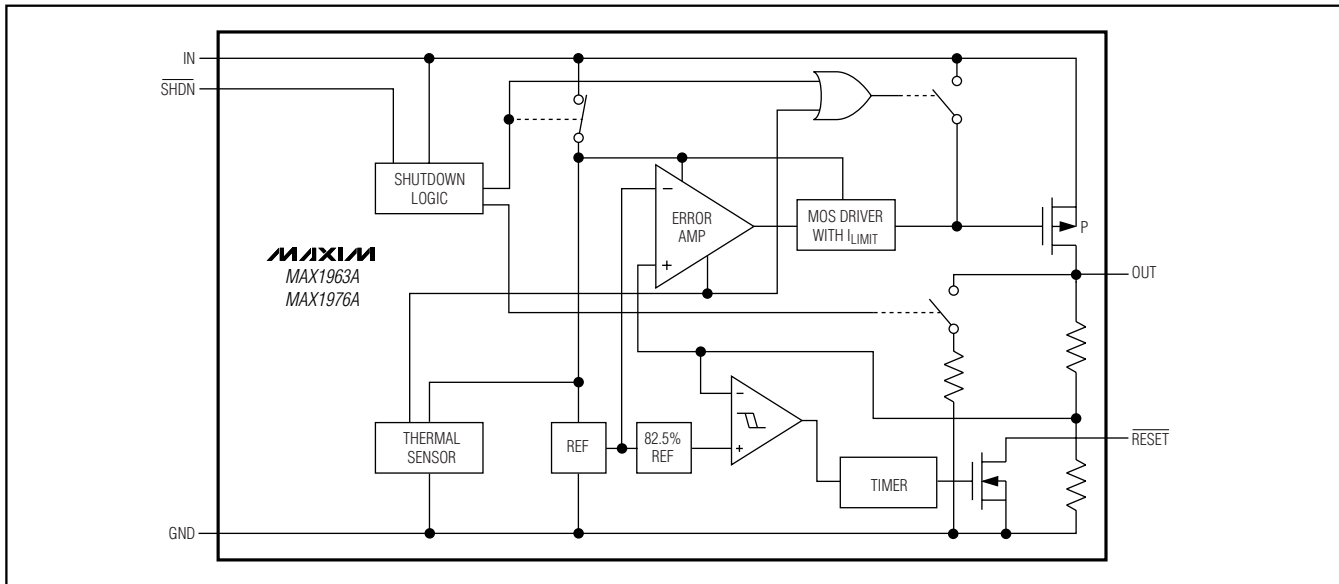 IN
SHDN
SHUTDOWN
LOGIC
ERROR
AMP
−
+
MOS DRIVER
WITH ILIMIT
P
MAXIM
MAX1963A
MAX1976A
OUT
THERMAL
SENSOR
REF
82.5%
REF
−
+
TIMER
RESET
GND